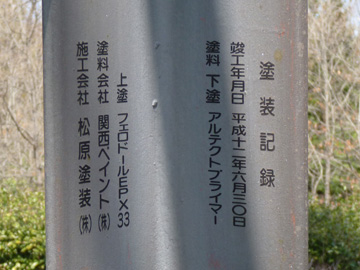 塗装記録
竣工年月日 平成十二年六月三〇日
塗料 下塗 アルテクトプライマー
上塗 フェロドールEPX33
塗料会社 関西ペイント㈱
施工会社 松原塗装㈱